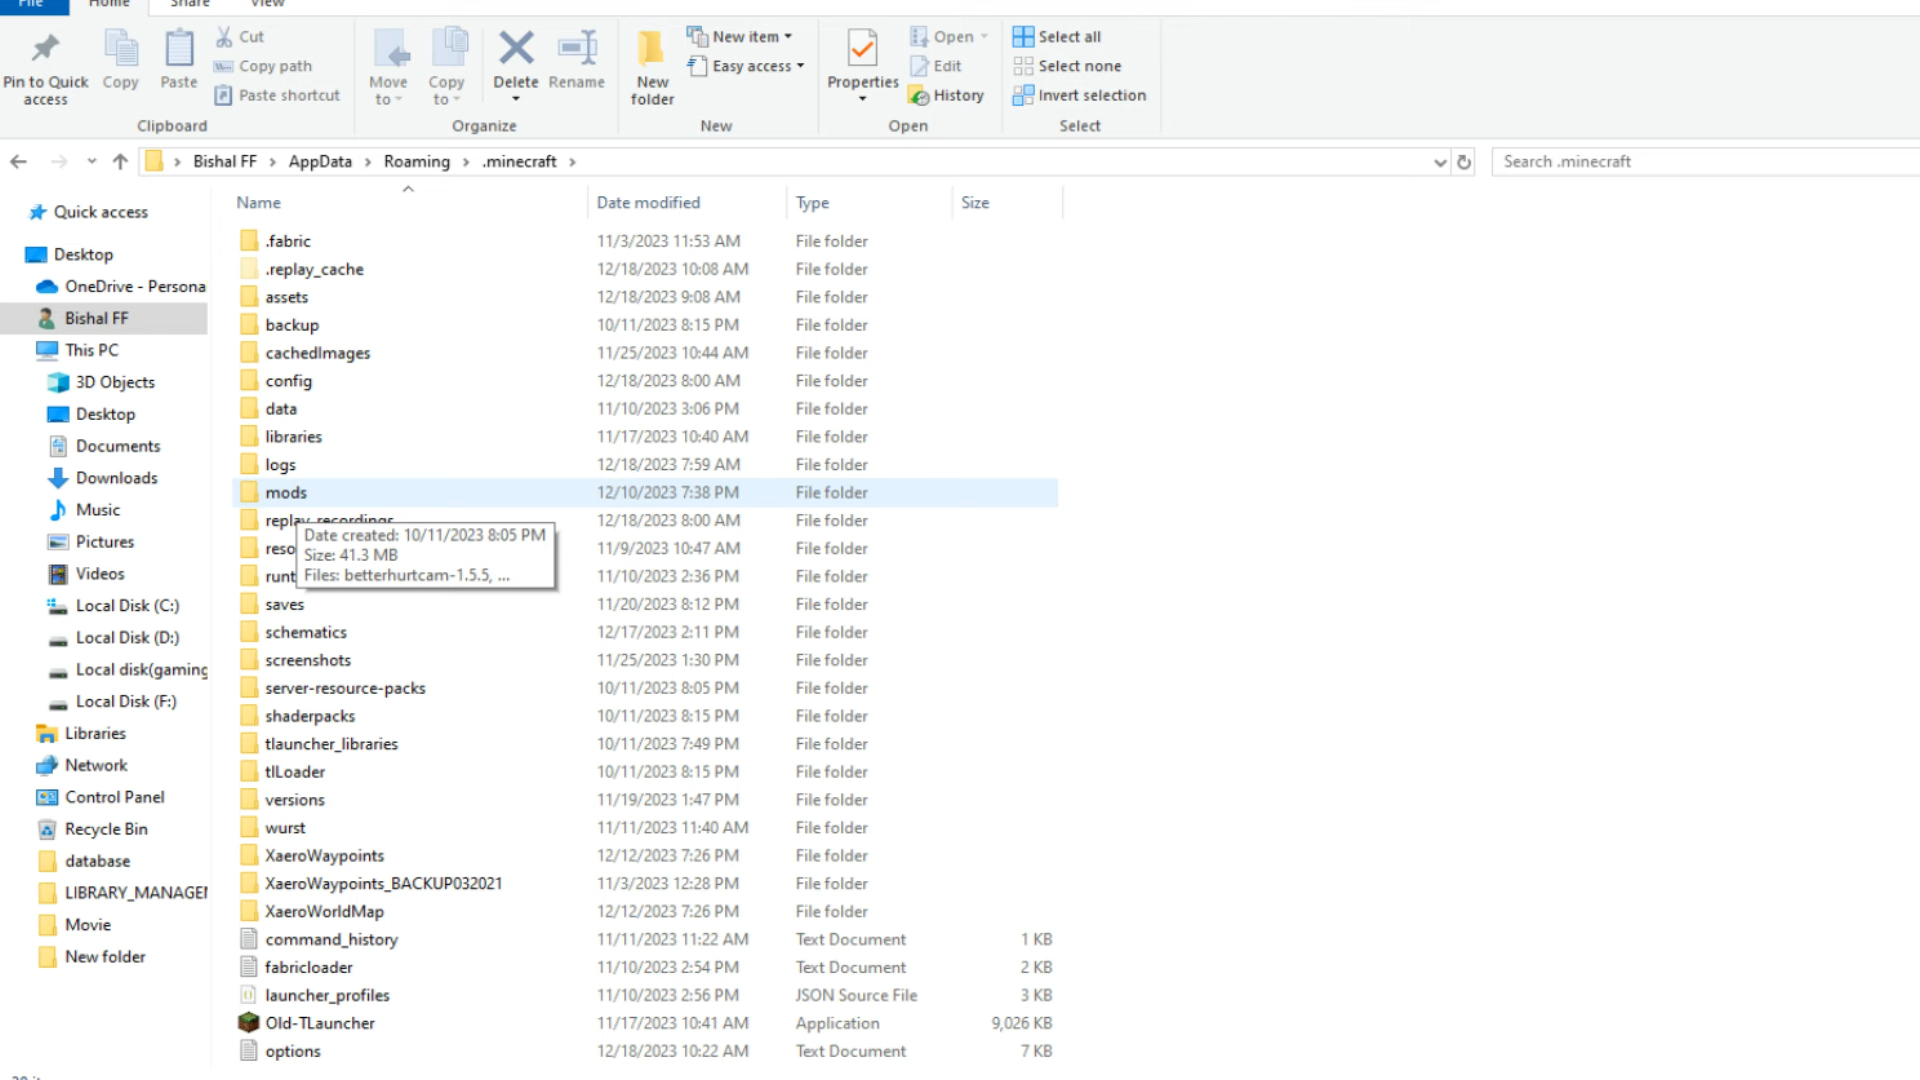 File Home Share View
Cut New item Open Select all
Copy path Easy access Edit Select none
Pin to Quick access Copy Paste Paste shortcut Move to Copy to Delete Rename New folder Properties History Invert selection
Clipboard Organize New Open Select
Bishal FF AppData Roaming .minecraft Search .minecraft
Name Date modified Type Size
Quick access
Desktop
OneDrive - Persona
Bishal FF
This PC
3D Objects
Desktop
Documents
Downloads
Music
Pictures
Videos
Local Disk (C:)
Local Disk (D:)
Local disk(gaming
Local Disk (F:)
Libraries
Network
Control Panel
Recycle Bin
database
LIBRARY_MANAGE
Movie
New folder
.fabric 11/3/2023 11:53 AM File folder
.replay_cache 12/18/2023 10:08 AM File folder
assets 12/18/2023 9:08 AM File folder
backup 10/11/2023 8:15 PM File folder
cachedImages 11/25/2023 10:44 AM File folder
config 12/18/2023 8:00 AM File folder
data 11/10/2023 3:06 PM File folder
libraries 11/17/2023 10:40 AM File folder
logs 12/18/2023 7:59 AM File folder
mods 12/10/2023 7:38 PM File folder
replay_recordings 12/18/2023 8:00 AM File folder
Date created: 10/11/2023 8:05 PM
Size: 41.3 MB
Files: betterhurtcam-1.5.5, ...
reso 11/9/2023 10:47 AM File folder
runt 11/10/2023 2:36 PM File folder
saves 11/20/2023 8:12 PM File folder
schematics 12/17/2023 2:11 PM File folder
screenshots 11/25/2023 1:30 PM File folder
server-resource-packs 10/11/2023 8:05 PM File folder
shaderpacks 10/11/2023 8:15 PM File folder
tlauncher_libraries 10/11/2023 7:49 PM File folder
tlLoader 10/11/2023 8:15 PM File folder
versions 11/19/2023 1:47 PM File folder
wurst 11/11/2023 11:40 AM File folder
XaeroWaypoints 12/12/2023 7:26 PM File folder
XaeroWaypoints_BACKUP032021 11/3/2023 12:28 PM File folder
XaeroWorldMap 12/12/2023 7:26 PM File folder
command_history 11/11/2023 11:22 AM Text Document 1 KB
fabricloader 11/10/2023 2:54 PM Text Document 2 KB
launcher_profiles 11/10/2023 2:56 PM JSON Source File 3 KB
Old-TLauncher 11/17/2023 10:41 AM Application 9,026 KB
options 12/18/2023 10:22 AM Text Document 7 KB